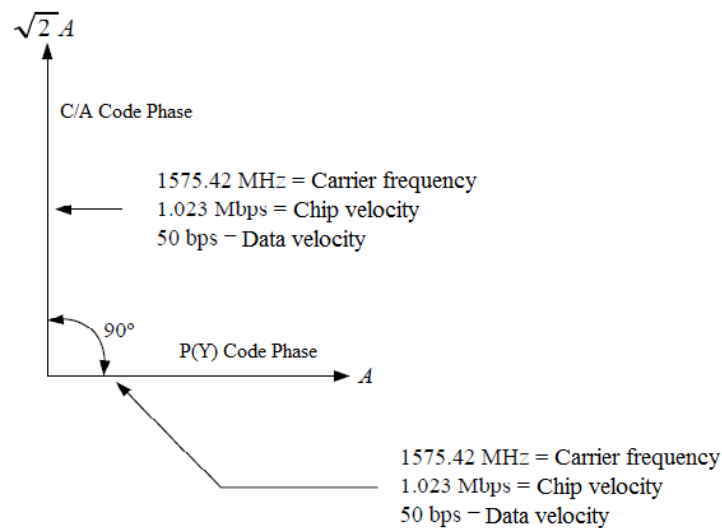 √2 A
C/A Code Phase
1575.42 MHz = Carrier frequency
1.023 Mbps = Chip velocity
50 bps = Data velocity
90°
P(Y) Code Phase
A
1575.42 MHz = Carrier frequency
1.023 Mbps = Chip velocity
50 bps = Data velocity